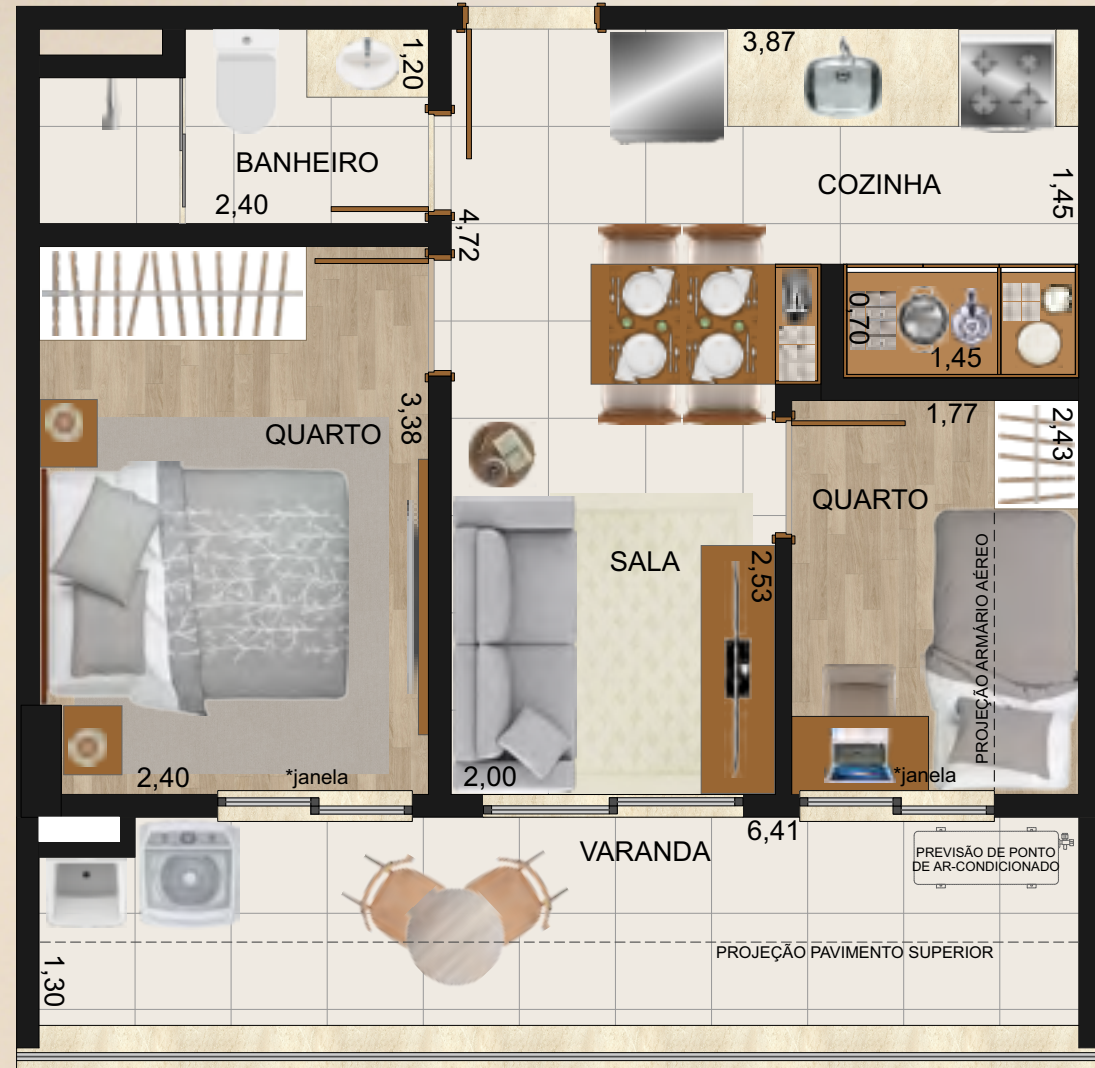 3,87
1,20
BANHEIRO
2,40
COZINHA
1,45
4,72
0,70
1,45
3,38
QUARTO
1,77
2,43
QUARTO
SALA
2,53
PROJEÇÃO ARMÁRIO AÉREO
2,40
*janela
2,00
*janela
6,41
VARANDA
PREVISÃO DE PONTO
DE AR-CONDICIONADO
PROJEÇÃO PAVIMENTO SUPERIOR
1,30